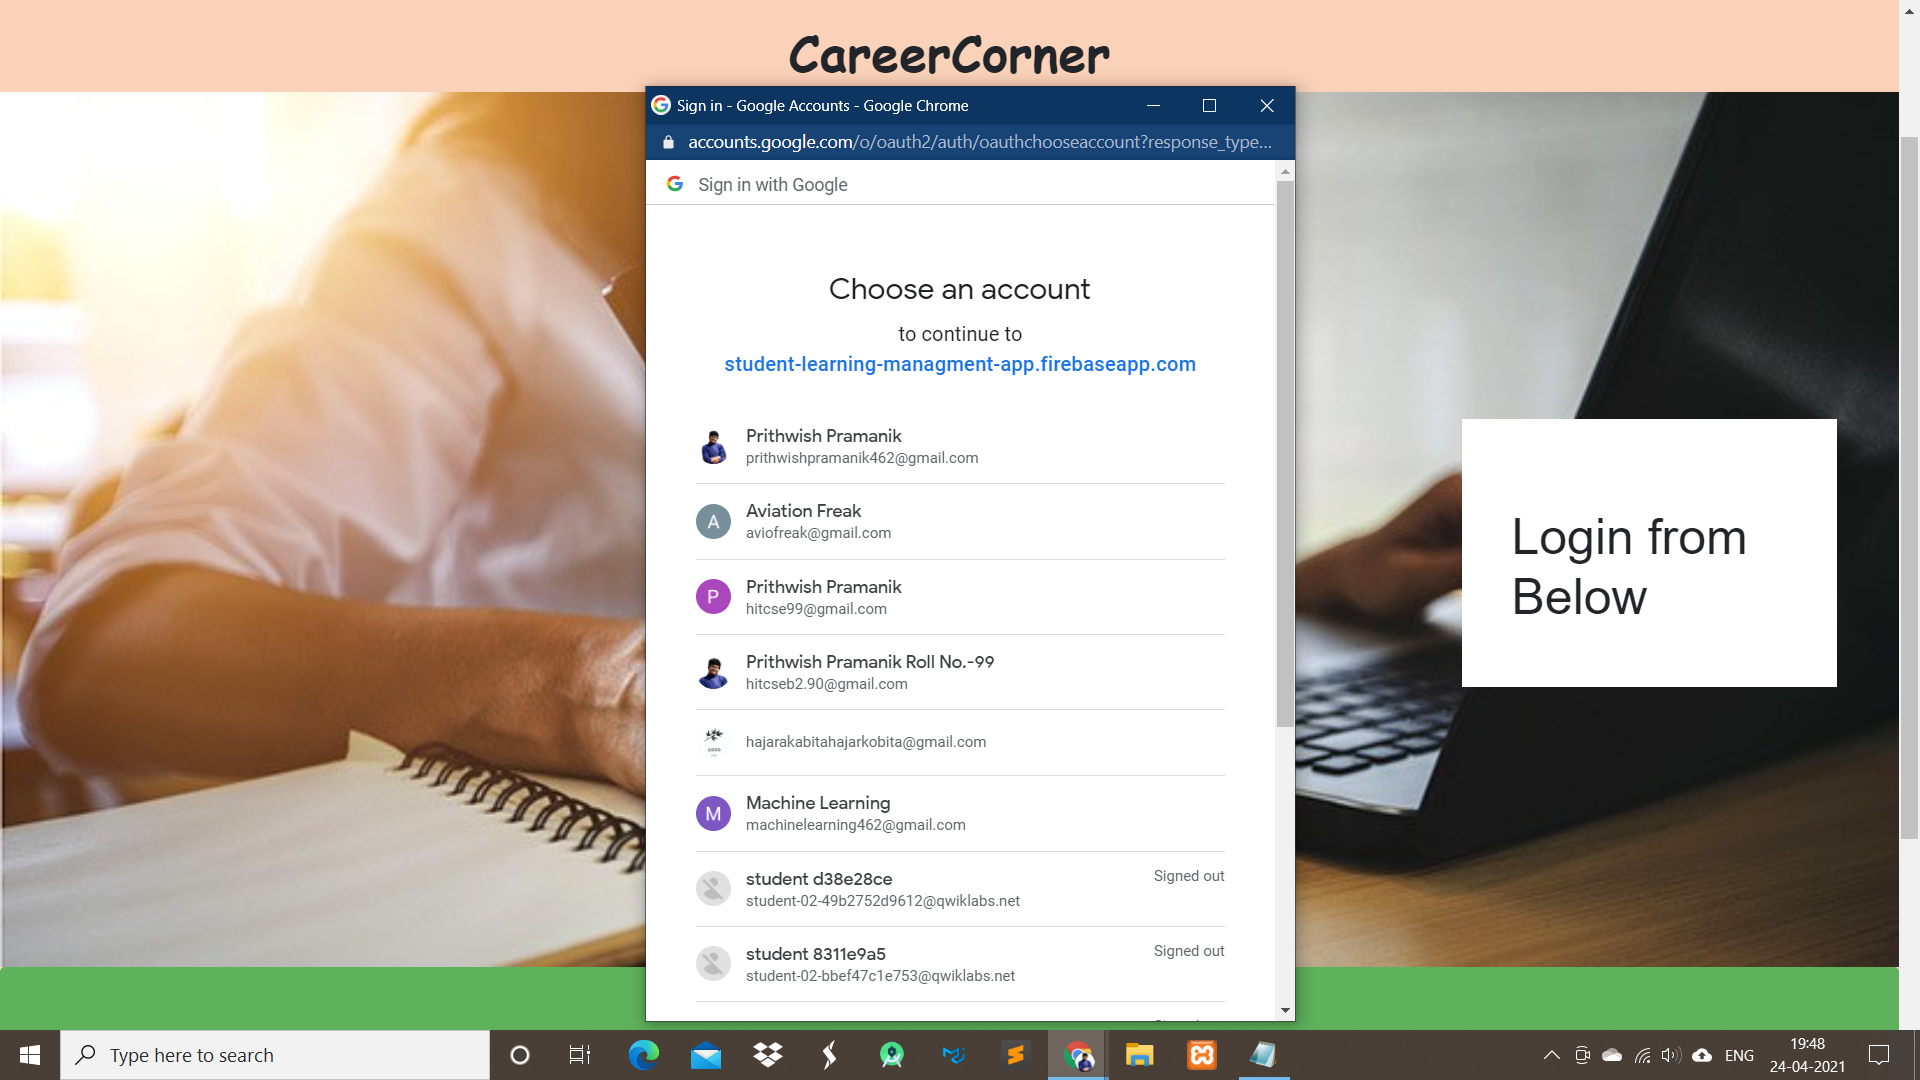 CareerCorner
Sign in - Google Accounts - Google Chrome
accounts.google.com/o/oauth2/auth/oauthchooseaccount?response_type...
Sign in with Google
Choose an account
to continue to
student-learning-managment-app.firebaseapp.com
Prithwish Pramanik
prithwishpramanik462@gmail.com
A
Aviation Freak
aviofreak@gmail.com
P
Prithwish Pramanik
hitcse99@gmail.com
Prithwish Pramanik Roll No.-99
hitcseb2.90@gmail.com
hajarakabitahajarkobita@gmail.com
M
Machine Learning
machinelearning462@gmail.com
student d38e28ce
Signed out
student-02-49b2752d9612@qwiklabs.net
student 8311e9a5
Signed out
student-02-bbef47c1e753@qwiklabs.net
Login from
Below
Type here to search
ENG
19:48
24-04-2021